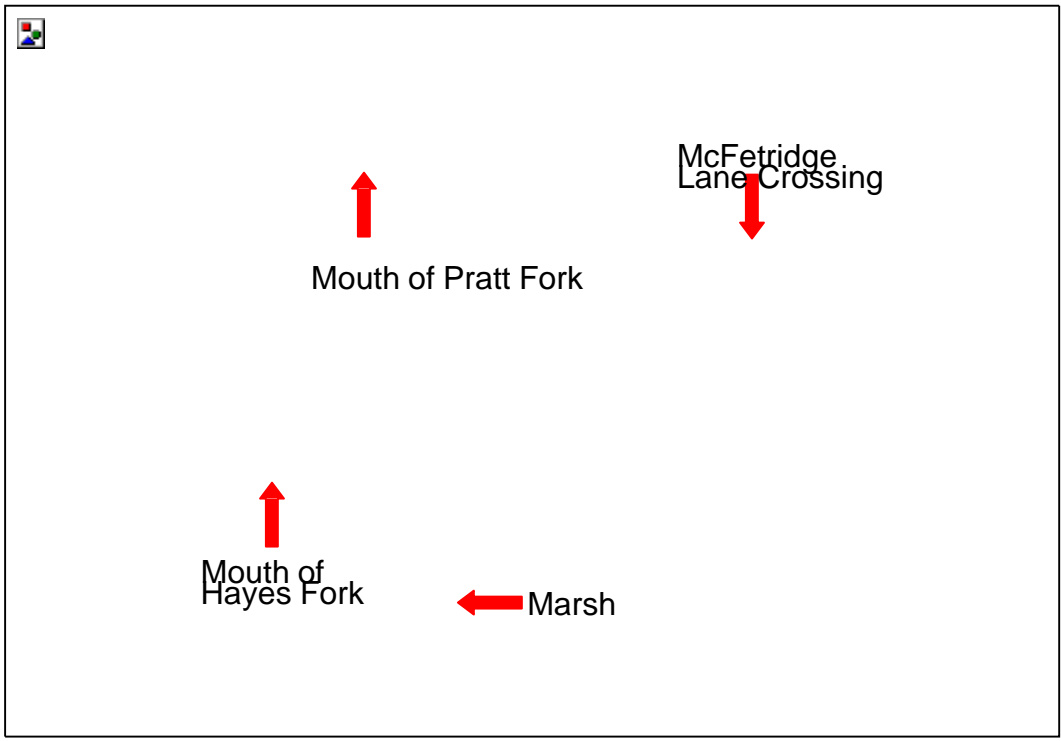 McFetridge
Lane Crossing
Mouth of Pratt Fork
Mouth of
Hayes Fork
Marsh